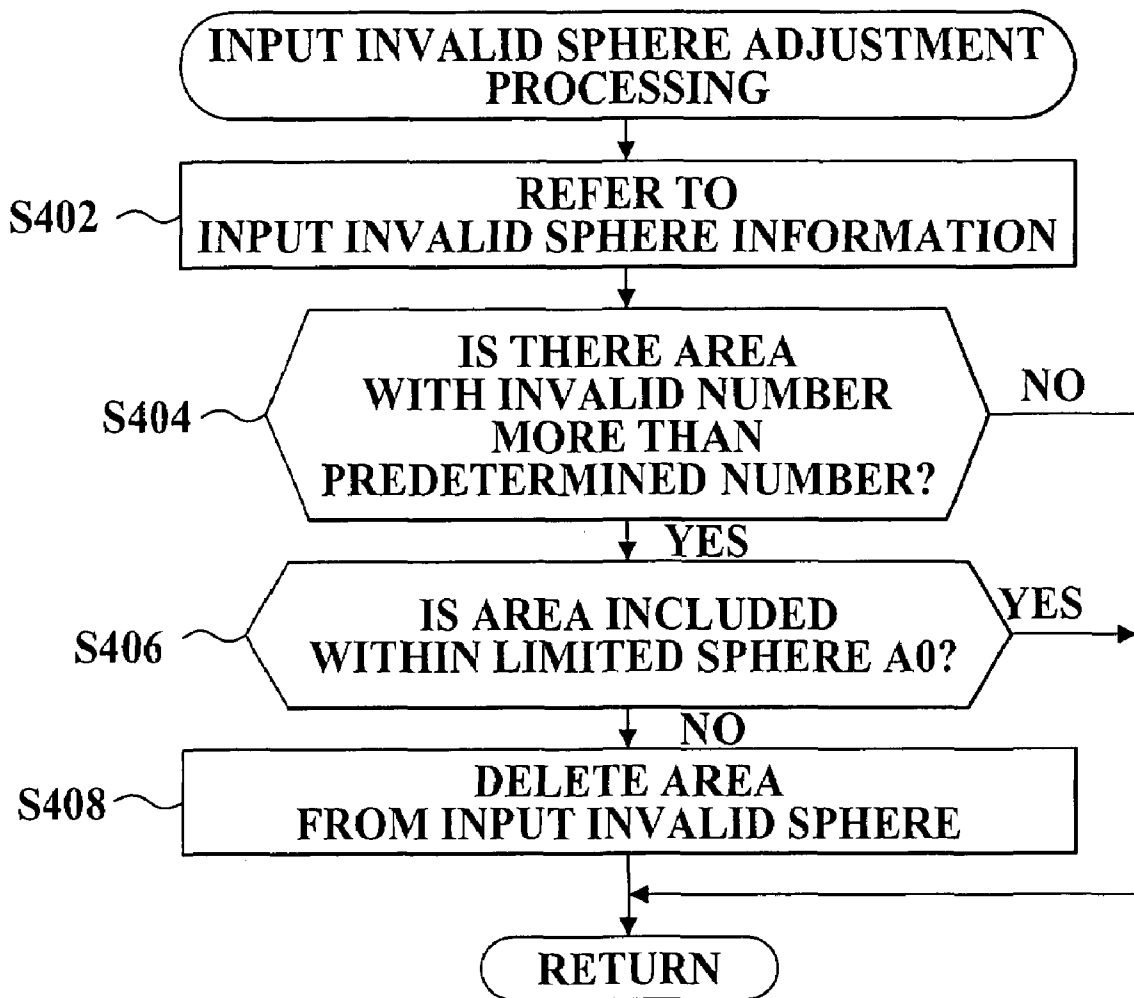 INPUT INVALID SPHERE ADJUSTMENT
PROCESSING
S402
REFER TO
INPUT INVALID SPHERE INFORMATION
S404
IS THERE AREA
WITH INVALID NUMBER
MORE THAN
PREDETERMINED NUMBER?
NO
YES
S406
IS AREA INCLUDED
WITHIN LIMITED SPHERE A0?
YES
NO
S408
DELETE AREA
FROM INPUT INVALID SPHERE
RETURN